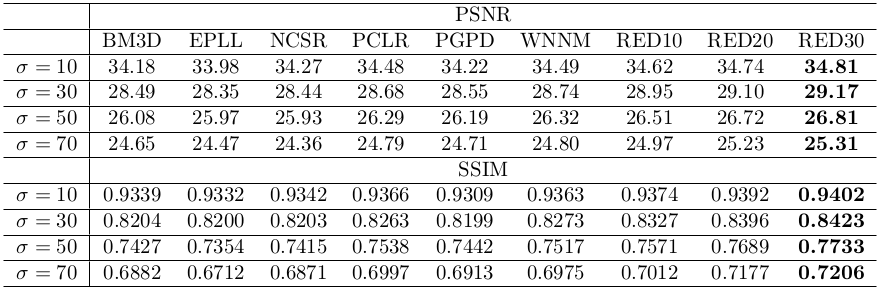 PSNR
BM3D EPLL NCSR PCLR PGPD WNNM RED10 RED20 RED30
σ = 10 34.18 33.98 34.27 34.48 34.22 34.49 34.62 34.74 34.81
σ = 30 28.49 28.35 28.44 28.68 28.55 28.74 28.95 29.10 29.17
σ = 50 26.08 25.97 25.93 26.29 26.19 26.32 26.51 26.72 26.81
σ = 70 24.65 24.47 24.36 24.79 24.71 24.80 24.97 25.23 25.31
SSIM
σ = 10 0.9339 0.9332 0.9342 0.9366 0.9309 0.9363 0.9374 0.9392 0.9402
σ = 30 0.8204 0.8200 0.8203 0.8263 0.8199 0.8273 0.8327 0.8396 0.8423
σ = 50 0.7427 0.7354 0.7415 0.7538 0.7442 0.7517 0.7571 0.7689 0.7733
σ = 70 0.6882 0.6712 0.6871 0.6997 0.6913 0.6975 0.7012 0.7177 0.7206